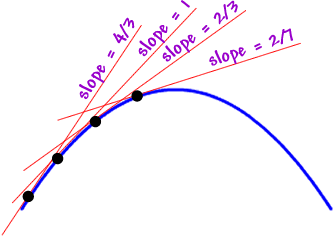 slope = 4/3
slope = 1
slope = 2/3
slope = 2/7